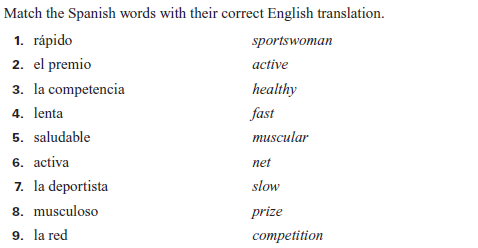 Match the Spanish words with their correct English translation.
1. rápido sportswoman
2. el premio active
3. la competencia healthy
4. lenta fast
5. saludable muscular
6. activa net
7. la deportista slow
8. musculoso prize
9. la red competition